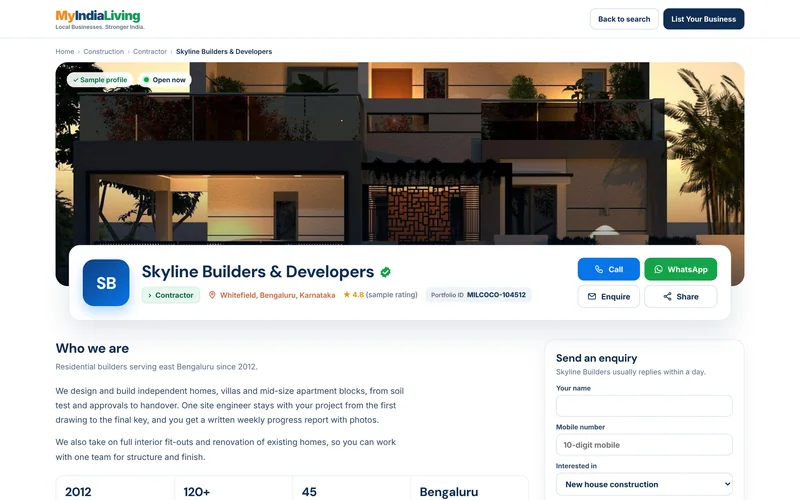 MyIndiaLiving
Local Businesses. Stronger India.
Back to search
List Your Business
Home › Construction › Contractor › Skyline Builders & Developers
✓ Sample profile
Open now
SB
Skyline Builders & Developers
› Contractor
Whitefield, Bengaluru, Karnataka
★ 4.8 (sample rating)
Portfolio ID MILCOCO-104512
Call
WhatsApp
Enquire
Share
Who we are
Residential builders serving east Bengaluru since 2012.
We design and build independent homes, villas and mid-size apartment blocks, from soil
test and approvals to handover. One site engineer stays with your project from the first
drawing to the final key, and you get a written weekly progress report with photos.
We also take on full interior fit-outs and renovation of existing homes, so you can work
with one team for structure and finish.
2012
120+
45
Bengaluru
Send an enquiry
Skyline Builders usually replies within a day.
Your name
Mobile number
10-digit mobile
Interested in
New house construction